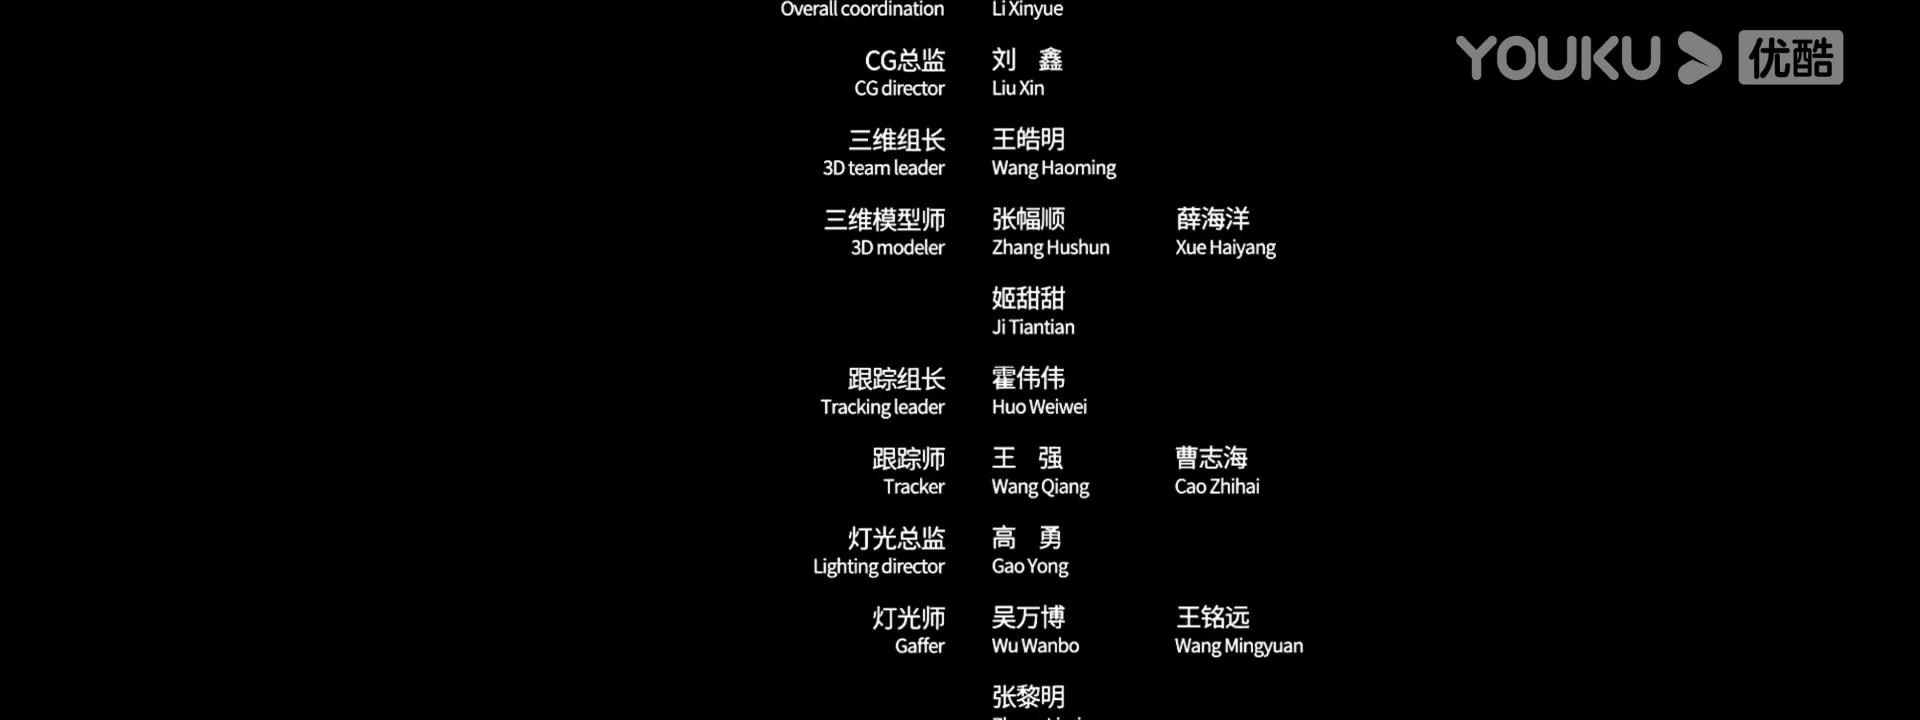 Overall coordination Li Xinyue
YOUKU 优酷
CG总监 刘 鑫
CG director Liu Xin
三维组长 王皓明
3D team leader Wang Haoming
三维模型师 张幅顺 薛海洋
3D modeler Zhang Hushun Xue Haiyang
姬甜甜
Ji Tiantian
跟踪组长 霍伟伟
Tracking leader Huo Weiwei
跟踪师 王 强 曹志海
Tracker Wang Qiang Cao Zhihai
灯光总监 高 勇
Lighting director Gao Yong
灯光师 吴万博 王铭远
Gaffer Wu Wanbo Wang Mingyuan
张黎明